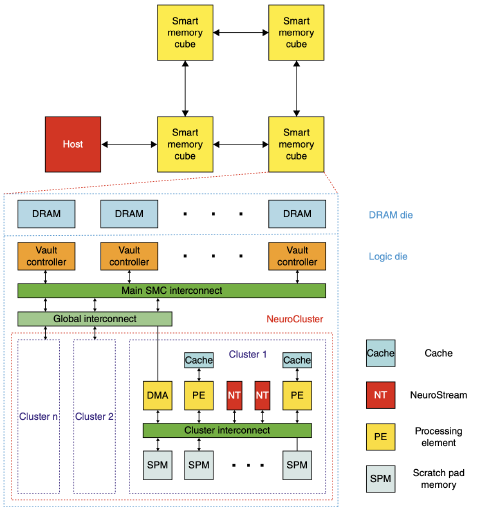 Smart
memory
cube
Smart
memory
cube
Host
Smart
memory
cube
Smart
memory
cube
DRAM
DRAM
. . .
DRAM
DRAM die
Vault
controller
Vault
controller
. . .
Vault
controller
Logic die
Main SMC interconnect
Global interconnect
NeuroCluster
Cluster n
Cluster 2
Cluster 1
Cache
Cache
DMA
PE
NT
NT
PE
Cluster interconnect
SPM
SPM
. . .
SPM
Cache
Cache
NT
NeuroStream
PE
Processing
element
SPM
Scratch pad
memory